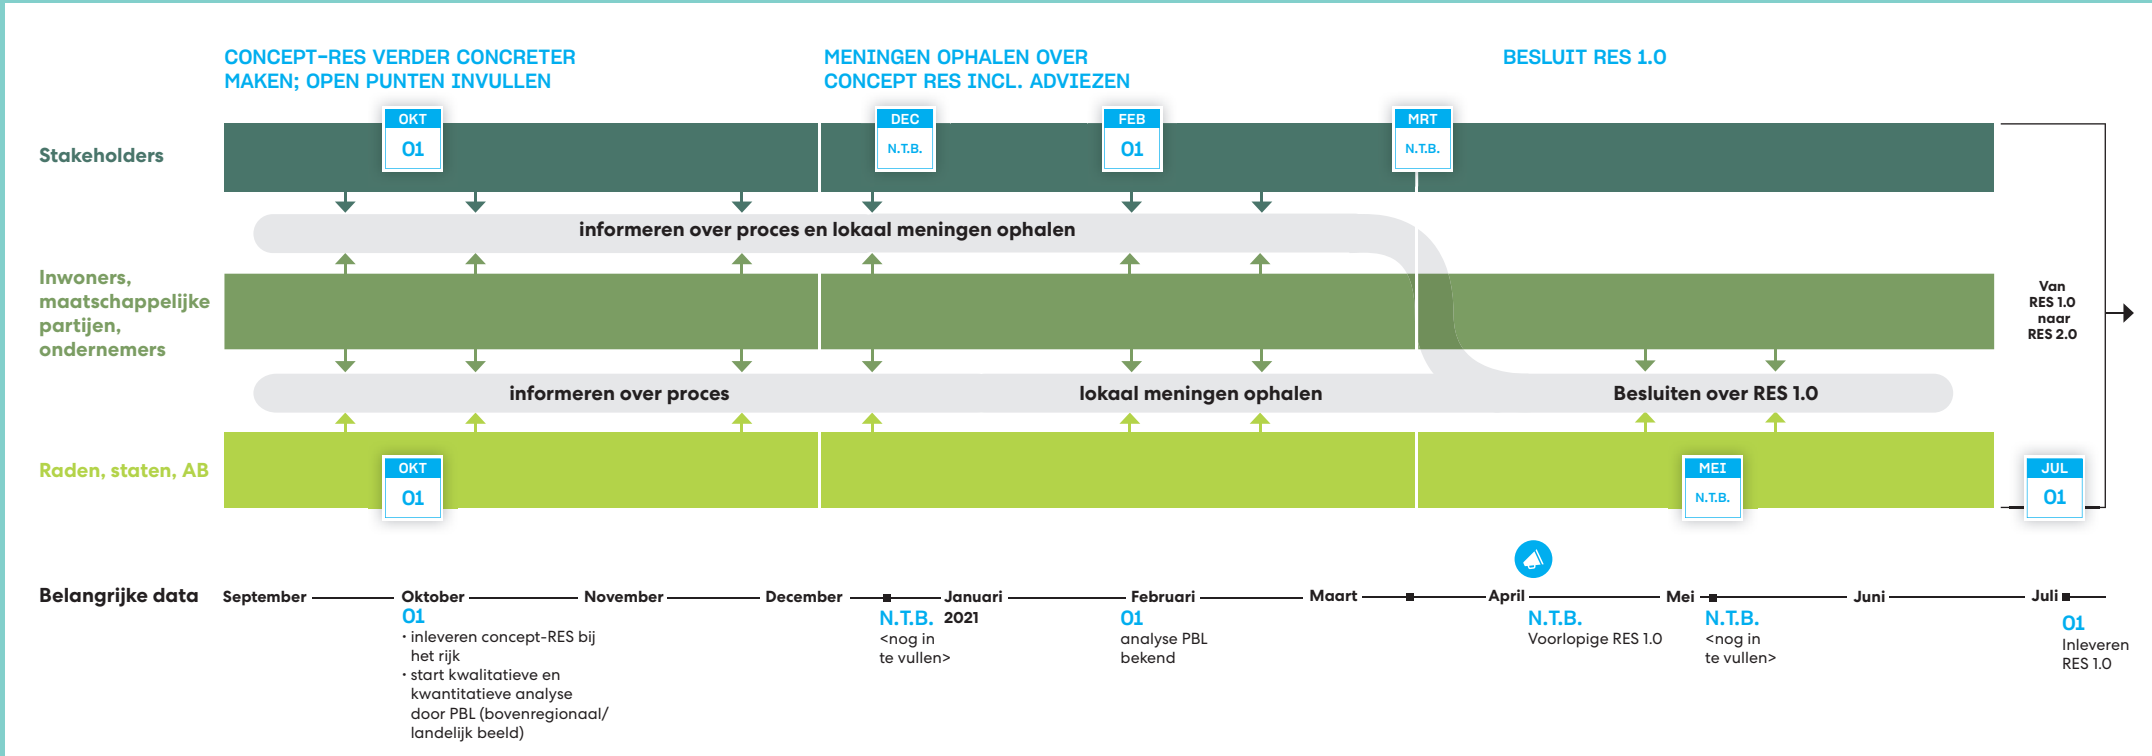 CONCEPT-RES VERDER CONCRETER
MAKEN; OPEN PUNTEN INVULLEN
MENINGEN OPHALEN OVER
CONCEPT RES INCL. ADVIEZEN
BESLUIT RES 1.0
Stakeholders
OKT
01
DEC
N.T.B.
FEB
01
MRT
N.T.B.
informeren over proces en lokaal meningen ophalen
Inwoners,
maatschappelijke
partijen,
ondernemers
Van
RES 1.0
naar
RES 2.0
informeren over proces
lokaal meningen ophalen
Besluiten over RES 1.0
Raden, staten, AB
OKT
01
MEI
N.T.B.
JUL
01
Belangrijke data
September
Oktober
November
December
Januari
2021
Februari
Maart
April
Mei
Juni
Juli
01
• inleveren concept-RES bij
het rijk
• start kwalitatieve en
kwantitatieve analyse
door PBL (bovenregionaal/
landelijk beeld)
N.T.B.
<nog in
te vullen>
01
analyse PBL
bekend
N.T.B.
Voorlopige RES 1.0
N.T.B.
<nog in
te vullen>
01
Inleveren
RES 1.0